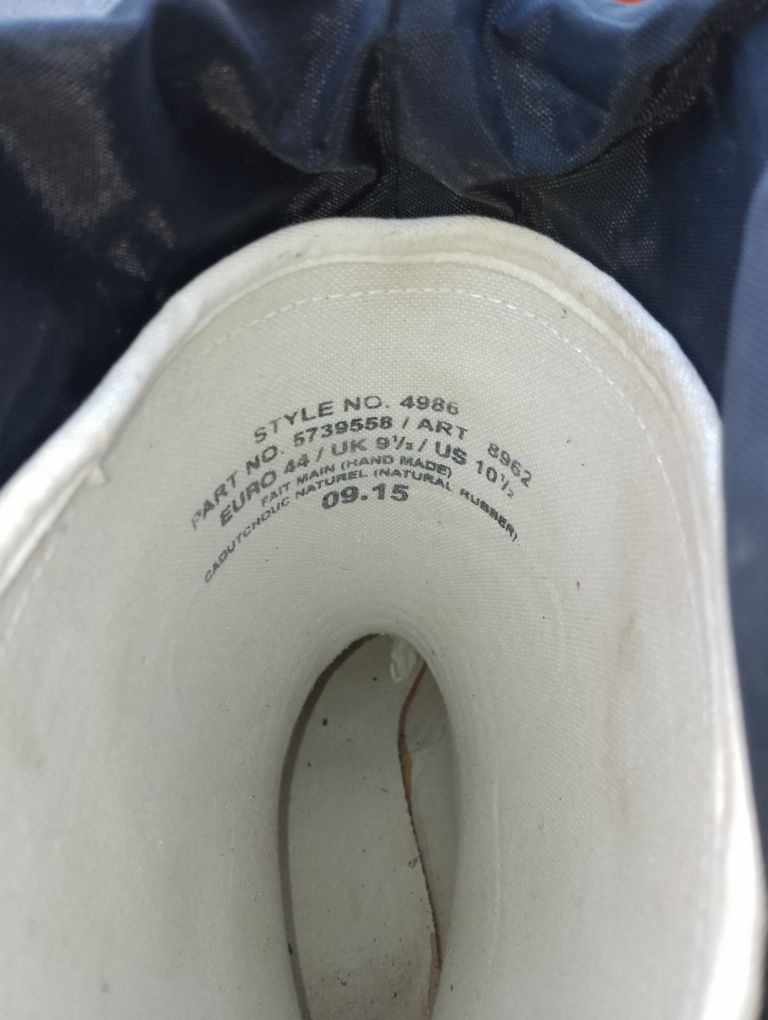 STYLE NO. 4986
PART NO. 5739558 / ART 8962
EURO 44 / UK 9½ / US 10½
FAIT MAIN (HAND MADE)
CAOUTCHOUC NATUREL (NATURAL RUBBER)
09.15